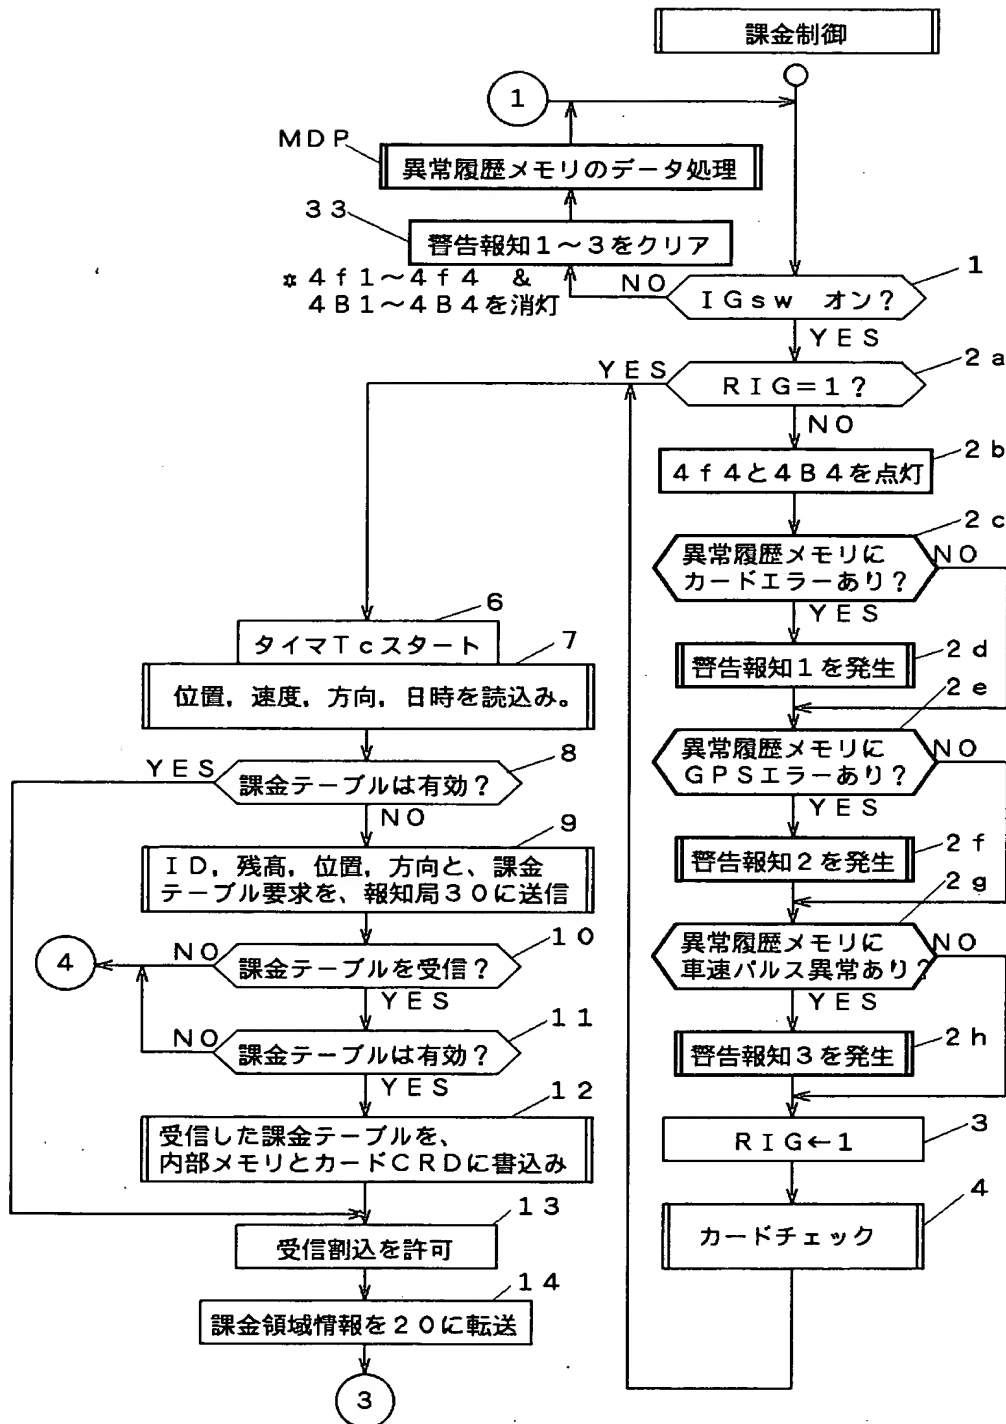 課金制御
1
MDP
異常履歴メモリのデータ処理
33
警告報知1～3をクリア
*4f1～4f4 &
4B1～4B4を消灯
NO
1
IGsw オン?
YES
2a
YES
RIG=1?
NO
2b
4f4と4B4を点灯
2c
異常履歴メモリに
カードエラーあり?
NO
YES
2d
警告報知1を発生
2e
異常履歴メモリに
GPSエラーあり?
NO
YES
2f
警告報知2を発生
2g
異常履歴メモリに
車速パルス異常あり?
NO
YES
2h
警告報知3を発生
3
RIG←1
4
カードチェック
6
タイマTcスタート
7
位置,速度,方向,日時を読込み。
8
YES
課金テーブルは有効?
NO
9
ID,残高,位置,方向と、課金
テーブル要求を、報知局30に送信
10
4
NO
課金テーブルを受信?
YES
11
NO
課金テーブルは有効?
YES
12
受信した課金テーブルを、
内部メモリとカードCRDに書込み
13
受信割込を許可
14
課金領域情報を20に転送
3